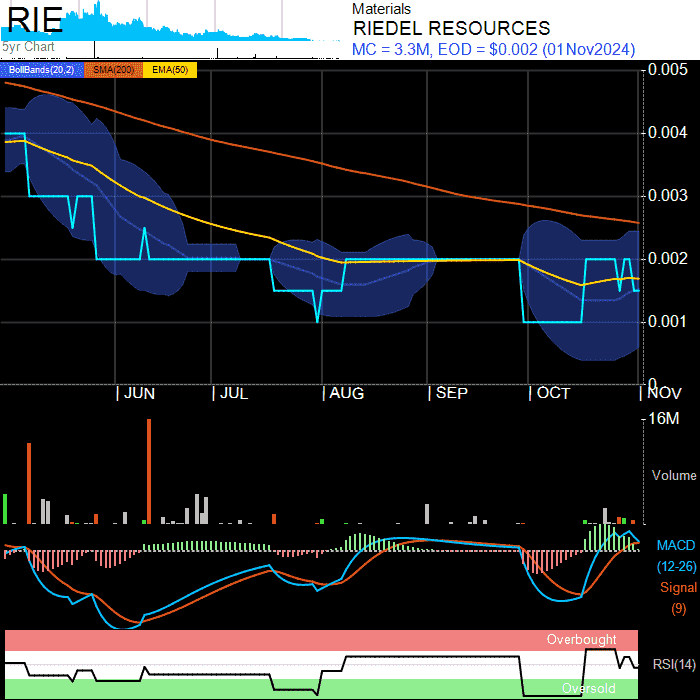 RIE
5yr Chart
Materials
RIEDEL RESOURCES
MC = 3.3M, EOD = $0.002 (01Nov2024)
BollBands(20,2) SMA(200) EMA(50)
0.005
0.004
0.003
0.002
0.001
0
JUN JUL AUG SEP OCT NOV
16M
Volume
MACD
(12-26)
Signal
(9)
Overbought
RSI(14)
Oversold